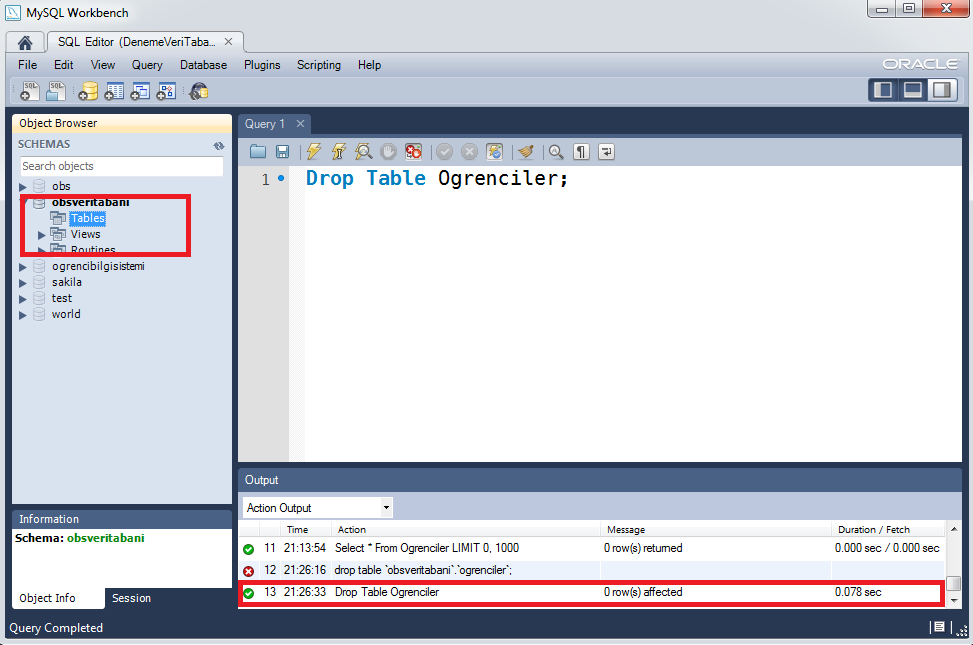 MySQL Workbench
SQL Editor (DenemeVeriTaba...
File Edit View Query Database Plugins Scripting Help
ORACLE
SQL SQL
Object Browser
SCHEMAS
Search objects
obs
obsveritabani
Tables
Views
Routines
ogrencibilgisistemi
sakila
test
world
Information
Schema: obsveritabani
Object Info Session
Query 1
1 Drop Table Ogrenciler;
Output
Action Output
Time Action Message Duration / Fetch
11 21:13:54 Select * From Ogrenciler LIMIT 0, 1000 0 row(s) returned 0.000 sec / 0.000 sec
12 21:26:16 drop table `obsveritabani`.`ogrenciler`;
13 21:26:33 Drop Table Ogrenciler 0 row(s) affected 0.078 sec
Query Completed